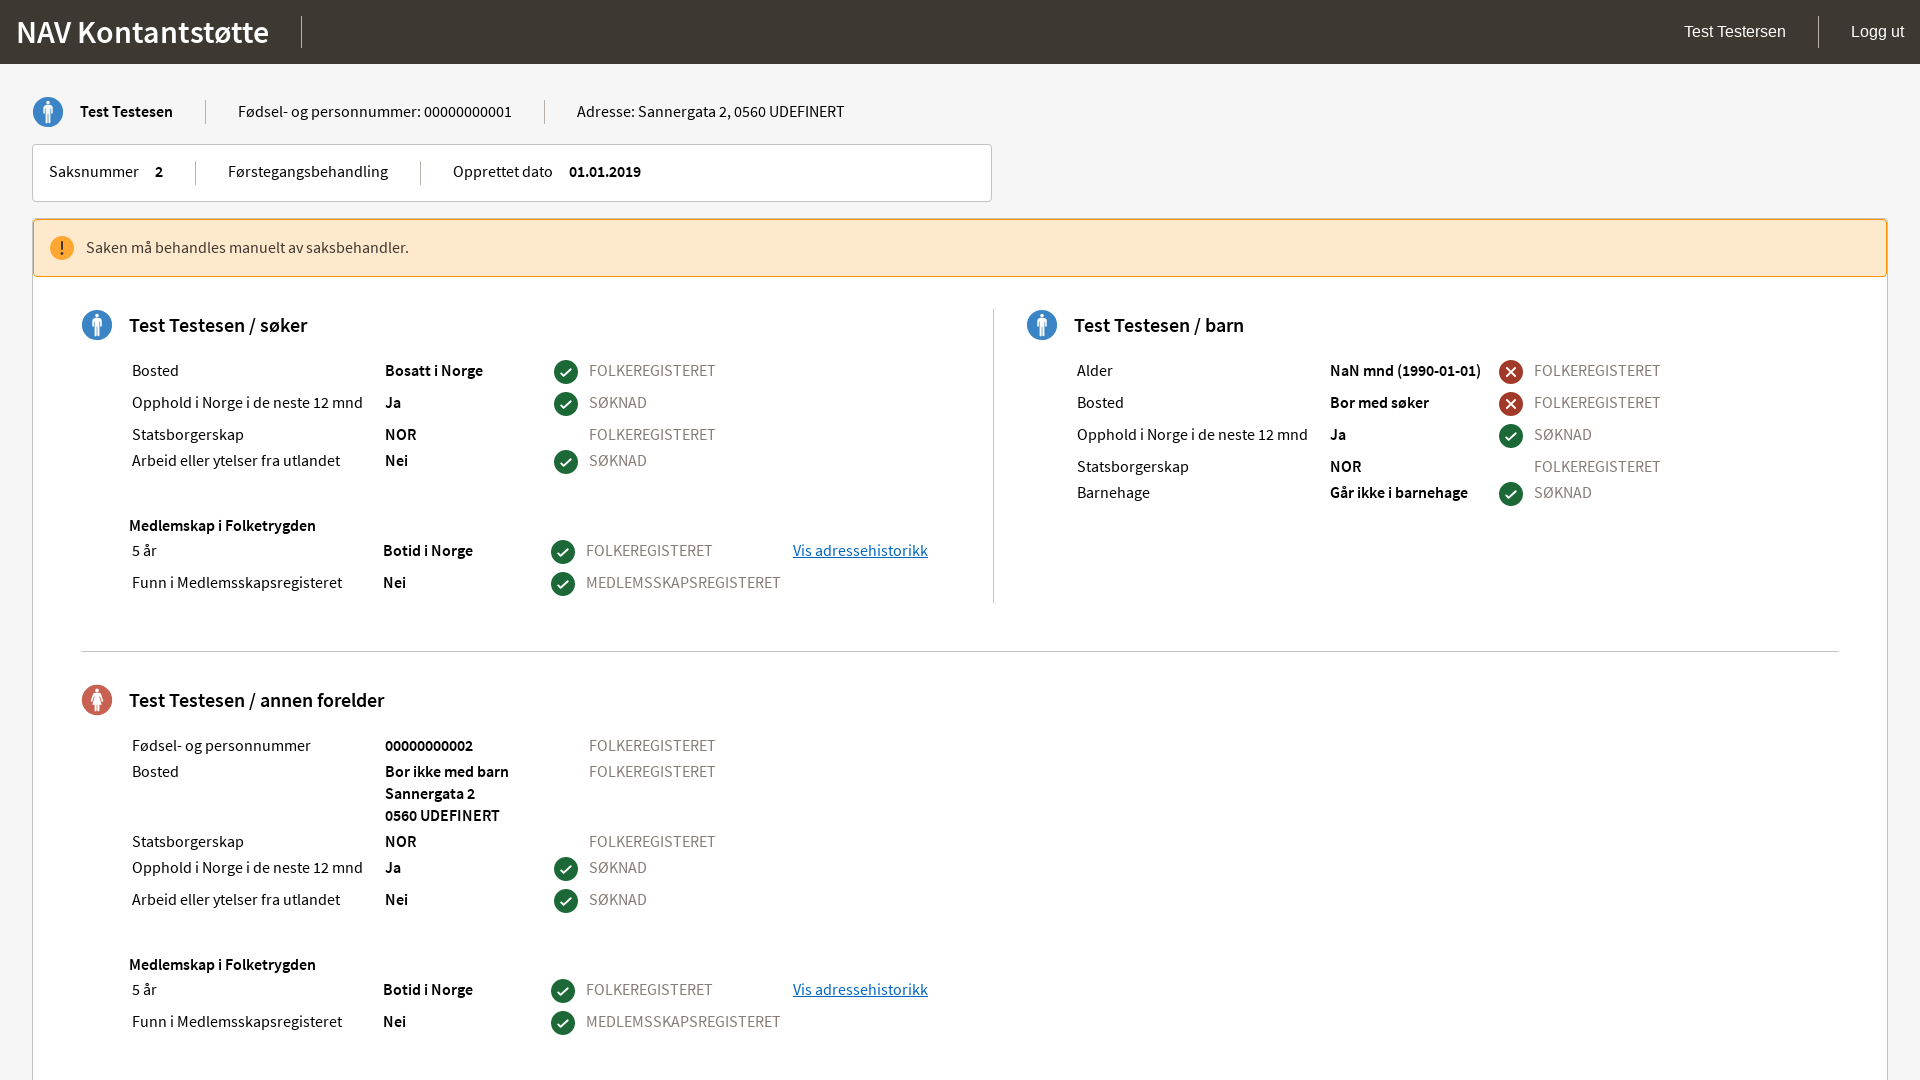 NAV Kontantstøtte
Test Testersen
Logg ut
Test Testesen
Fødsel- og personnummer: 00000000001
Adresse: Sannergata 2, 0560 UDEFINERT
Saksnummer 2
Førstegangsbehandling
Opprettet dato 01.01.2019
Saken må behandles manuelt av saksbehandler.
Test Testesen / søker
Bosted Bosatt i Norge FOLKEREGISTERET
Opphold i Norge i de neste 12 mnd Ja SØKNAD
Statsborgerskap NOR FOLKEREGISTERET
Arbeid eller ytelser fra utlandet Nei SØKNAD
Medlemskap i Folketrygden
5 år Botid i Norge FOLKEREGISTERET Vis adressehistorikk
Funn i Medlemsskapsregisteret Nei MEDLEMSSKAPSREGISTERET
Test Testesen / barn
Alder NaN mnd (1990-01-01) FOLKEREGISTERET
Bosted Bor med søker FOLKEREGISTERET
Opphold i Norge i de neste 12 mnd Ja SØKNAD
Statsborgerskap NOR FOLKEREGISTERET
Barnehage Går ikke i barnehage SØKNAD
Test Testesen / annen forelder
Fødsel- og personnummer 00000000002 FOLKEREGISTERET
Bosted Bor ikke med barn FOLKEREGISTERET
Sannergata 2
0560 UDEFINERT
Statsborgerskap NOR FOLKEREGISTERET
Opphold i Norge i de neste 12 mnd Ja SØKNAD
Arbeid eller ytelser fra utlandet Nei SØKNAD
Medlemskap i Folketrygden
5 år Botid i Norge FOLKEREGISTERET Vis adressehistorikk
Funn i Medlemsskapsregisteret Nei MEDLEMSSKAPSREGISTERET